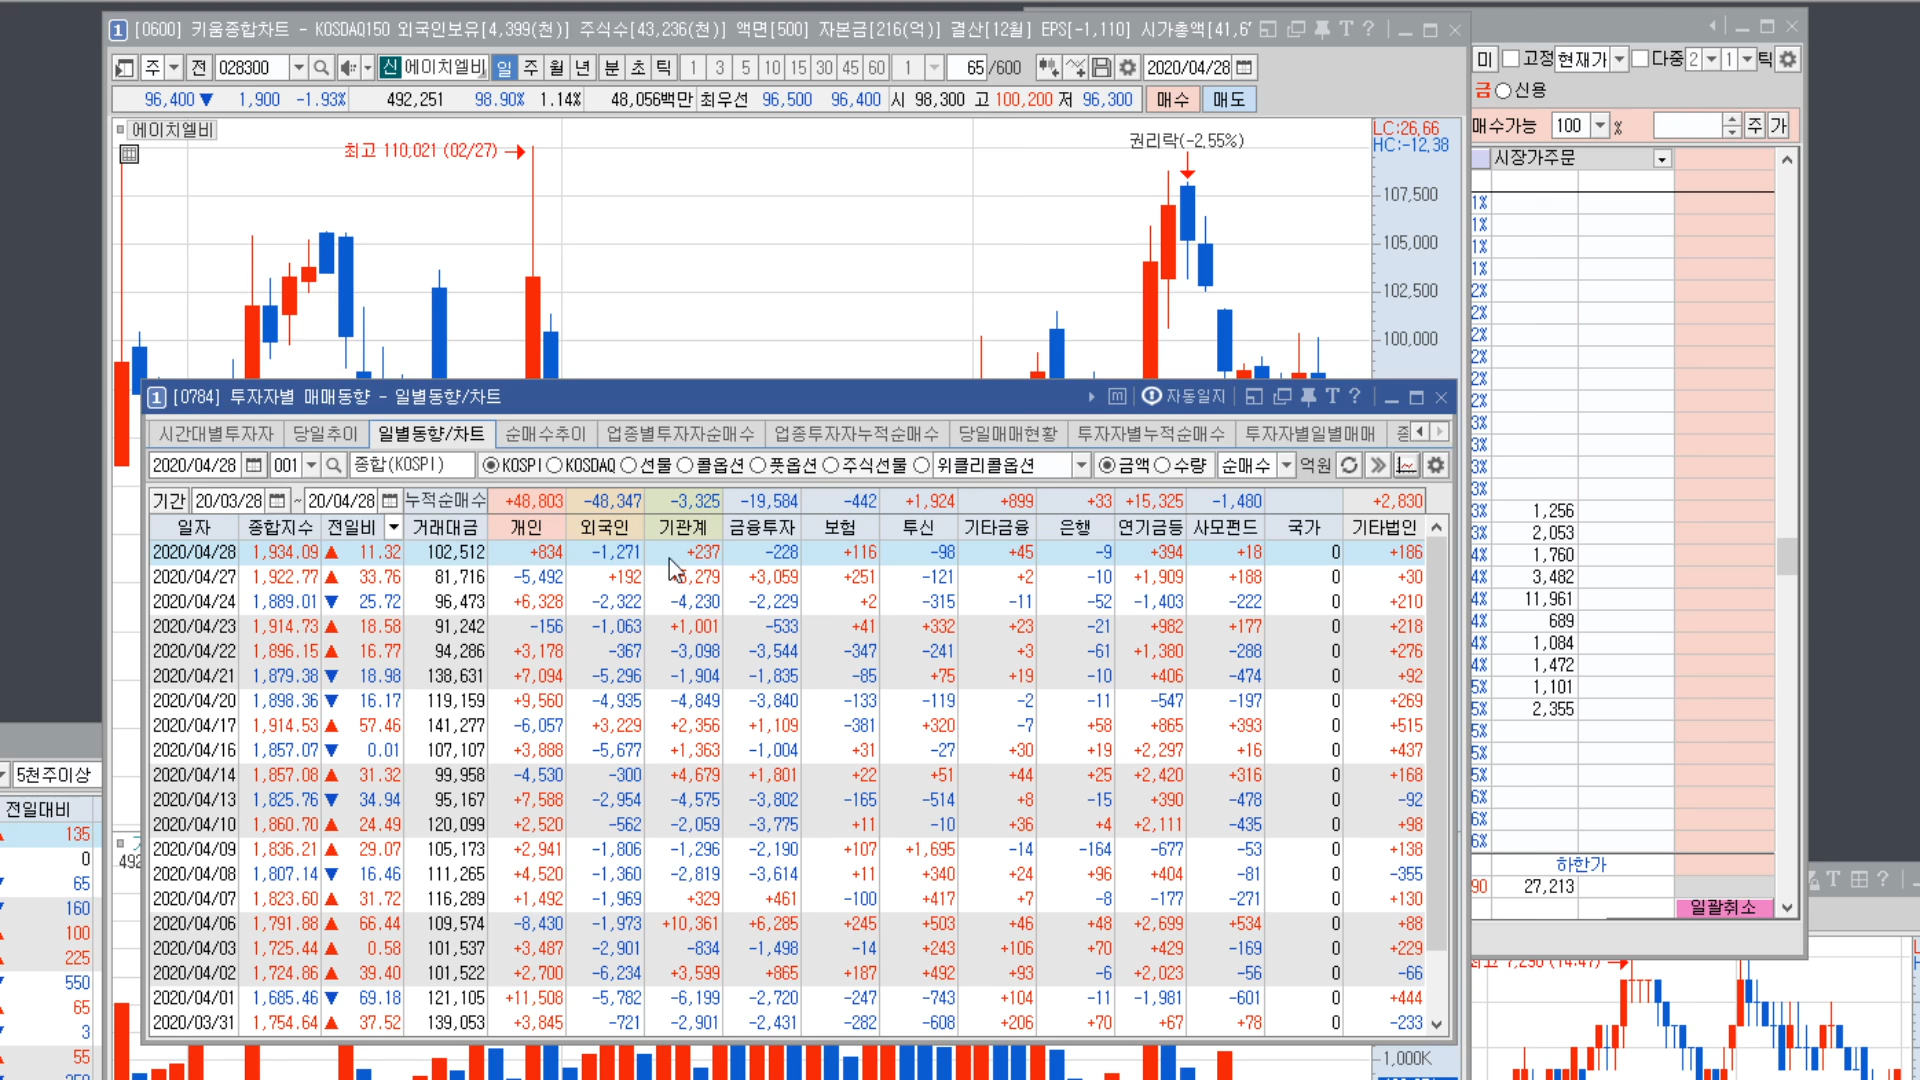 [0600] 키움종합차트 - KOSDAQ150 외국인보유[4,399(천)] 주식수[43,236(천)] 액면[500] 자본금[216(억)] 결산[12월] EPS[-1,110] 시가총액[41,6
주 전 028300 신 에이치엘비 일 주 월 년 분 초 틱 1 3 5 10 15 30 45 60 1 65 /600 2020/04/28
96,400 ▼ 1,900 -1.93% 492,251 98.90% 1.14% 48,056백만 최우선 96,500 96,400 시 98,300 고 100,200 저 96,300 매수 매도
에이치엘비
최고 110,021 (02/27) →
권리락(-2,55%)
LC:26,66
HC:-12,38
107,500
105,000
102,500
100,000
미 고정 현재가 다중 2 1 틱
금 신용
매수가능 100 % 주 가
시장가주문
1,256
2,053
1,760
3,482
11,961
689
1,084
1,472
1,101
2,355
하한가
90 27,213
일괄취소
1 [0784] 투자자별 매매동향 - 일별동향/차트 자동일지
시간대별투자자 당일추이 일별동향/차트 순매수추이 업종별투자자순매수 업종투자자누적순매수 당일매매현황 투자자별누적순매수 투자자별일별매매 종
2020/04/28 001 종합(KOSPI) KOSPI KOSDAQ 선물 콜옵션 풋옵션 주식선물 위클리콜옵션 금액 수량 순매수 억원
기간 20/03/28 ~ 20/04/28 누적순매수 +48,803 -48,347 -3,325 -19,584 -442 +1,924 +899 +33 +15,325 -1,480 +2,830
일자 종합지수 전일비 거래대금 개인 외국인 기관계 금융투자 보험 투신 기타금융 은행 연기금등 사모펀드 국가 기타법인
2020/04/28 1,934.09 ▲ 11.32 102,512 +834 -1,271 +237 -228 +116 -98 +45 -9 +394 +18 0 +186
2020/04/27 1,922.77 ▲ 33.76 81,716 -5,492 +192 ,279 +3,059 +251 -121 +2 -10 +1,909 +188 0 +30
2020/04/24 1,889.01 ▼ 25.72 96,473 +6,328 -2,322 -4,230 -2,229 +2 -315 -11 -52 -1,403 -222 0 +210
2020/04/23 1,914.73 ▲ 18.58 91,242 -156 -1,063 +1,001 -533 +41 +332 +23 -21 +982 +177 0 +218
2020/04/22 1,896.15 ▲ 16.77 94,286 +3,178 -367 -3,098 -3,544 -347 -241 +3 -61 +1,380 -288 0 +276
2020/04/21 1,879.38 ▼ 18.98 138,631 +7,094 -5,296 -1,904 -1,835 -85 +75 +19 -10 +406 -474 0 +92
2020/04/20 1,898.36 ▼ 16.17 119,159 +9,560 -4,935 -4,849 -3,840 -133 -119 -2 -11 -547 -197 0 +269
2020/04/17 1,914.53 ▲ 57.46 141,277 -6,057 +3,229 +2,356 +1,109 -381 +320 -7 +58 +865 +393 0 +515
2020/04/16 1,857.07 ▼ 0.01 107,107 +3,888 -5,677 +1,363 -1,004 +31 -27 +30 +19 +2,297 +16 0 +437
2020/04/14 1,857.08 ▲ 31.32 99,958 -4,530 -300 +4,679 +1,801 +22 +51 +44 +25 +2,420 +316 0 +168
2020/04/13 1,825.76 ▼ 34.94 95,167 +7,588 -2,954 -4,575 -3,802 -165 -514 +8 -15 +390 -478 0 -92
2020/04/10 1,860.70 ▲ 24.49 120,099 +2,520 -562 -2,059 -3,775 +11 -10 +36 +4 +2,111 -435 0 +98
2020/04/09 1,836.21 ▲ 29.07 105,173 +2,941 -1,806 -1,296 -2,190 +107 +1,695 -14 -164 -677 -53 0 +138
2020/04/08 1,807.14 ▼ 16.46 111,265 +4,520 -1,360 -2,819 -3,614 +11 +340 +24 +96 +404 -81 0 -355
2020/04/07 1,823.60 ▲ 31.72 116,289 +1,492 -1,969 +329 +461 -100 +417 +7 -8 -177 -271 0 +130
2020/04/06 1,791.88 ▲ 66.44 109,574 -8,430 -1,973 +10,361 +6,285 +245 +503 +46 +48 +2,699 +534 0 +88
2020/04/03 1,725.44 ▲ 0.58 101,537 +3,487 -2,901 -834 -1,498 -14 +243 +106 +70 +429 -169 0 +229
2020/04/02 1,724.86 ▲ 39.40 101,522 +2,700 -6,234 +3,599 +865 +187 +492 +93 -6 +2,023 -56 0 -66
2020/04/01 1,685.46 ▼ 69.18 121,105 +11,508 -5,782 -6,199 -2,720 -247 -743 +104 -11 -1,981 -601 0 +444
2020/03/31 1,754.64 ▲ 37.52 139,053 +3,845 -721 -2,901 -2,431 -282 -608 +206 +70 +67 +78 0 -233
5천주이상
전일대비
135
0
65
160
100
225
550
65
3
55
492
1,000K